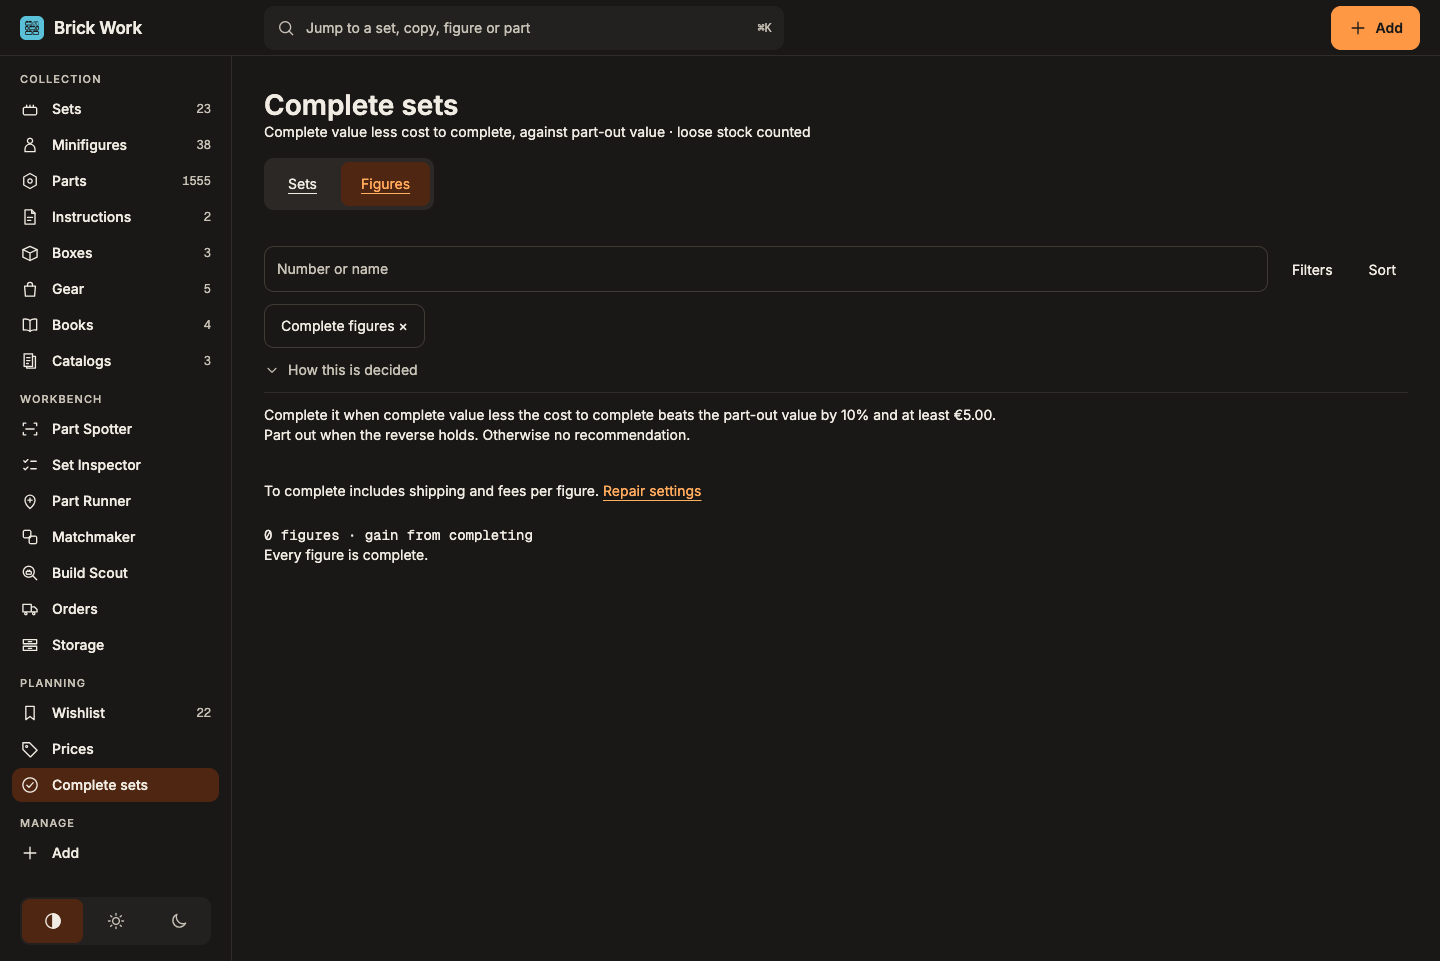 Brick Work
Jump to a set, copy, figure or part
⌘K
Add
COLLECTION
Sets 23
Minifigures 38
Parts 1555
Instructions 2
Boxes 3
Gear 5
Books 4
Catalogs 3
WORKBENCH
Part Spotter
Set Inspector
Part Runner
Matchmaker
Build Scout
Orders
Storage
PLANNING
Wishlist 22
Prices
Complete sets
MANAGE
Add
Complete sets
Complete value less cost to complete, against part-out value · loose stock counted
Sets Figures
Number or name
Filters Sort
Complete figures ×
How this is decided
Complete it when complete value less the cost to complete beats the part-out value by 10% and at least €5.00.
Part out when the reverse holds. Otherwise no recommendation.
To complete includes shipping and fees per figure. Repair settings
0 figures · gain from completing
Every figure is complete.